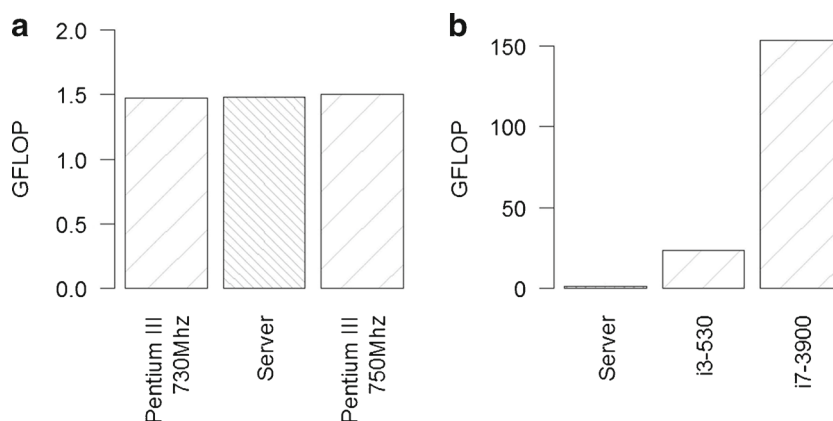 a
2.0
1.5
1.0
0.5
0.0
GFLOP
Pentium III
730Mhz
Server
Pentium III
750Mhz
b
150
100
50
0
GFLOP
Server
i3-530
i7-3900